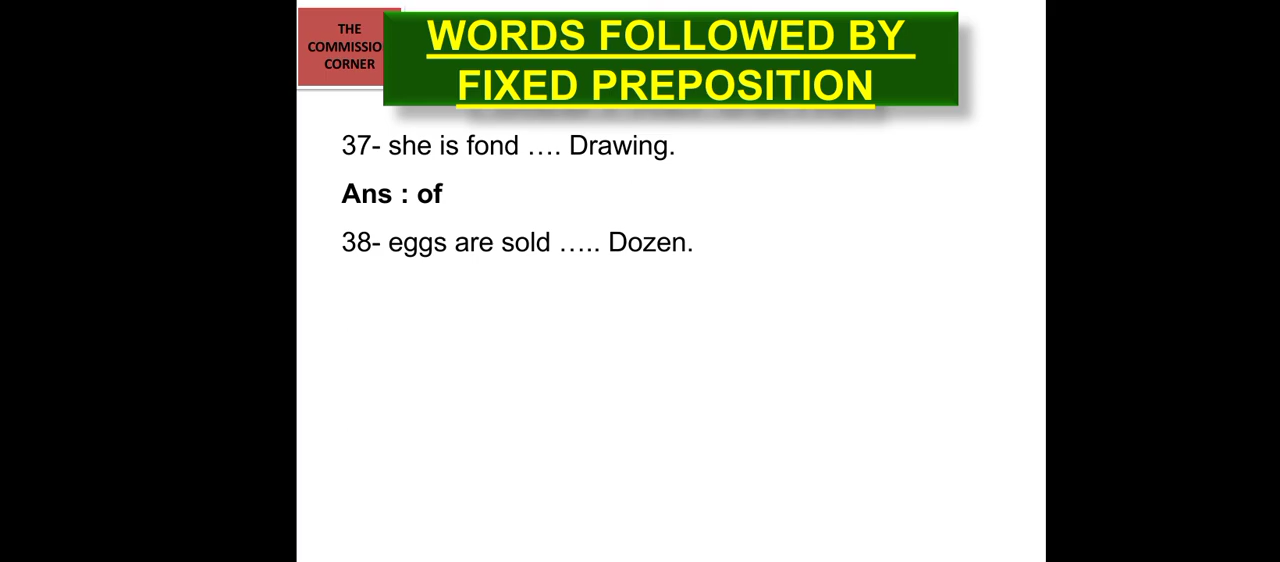 THE
COMMISSIO
CORNER
WORDS FOLLOWED BY
FIXED PREPOSITION
37- she is fond …. Drawing.
Ans : of
38- eggs are sold ….. Dozen.